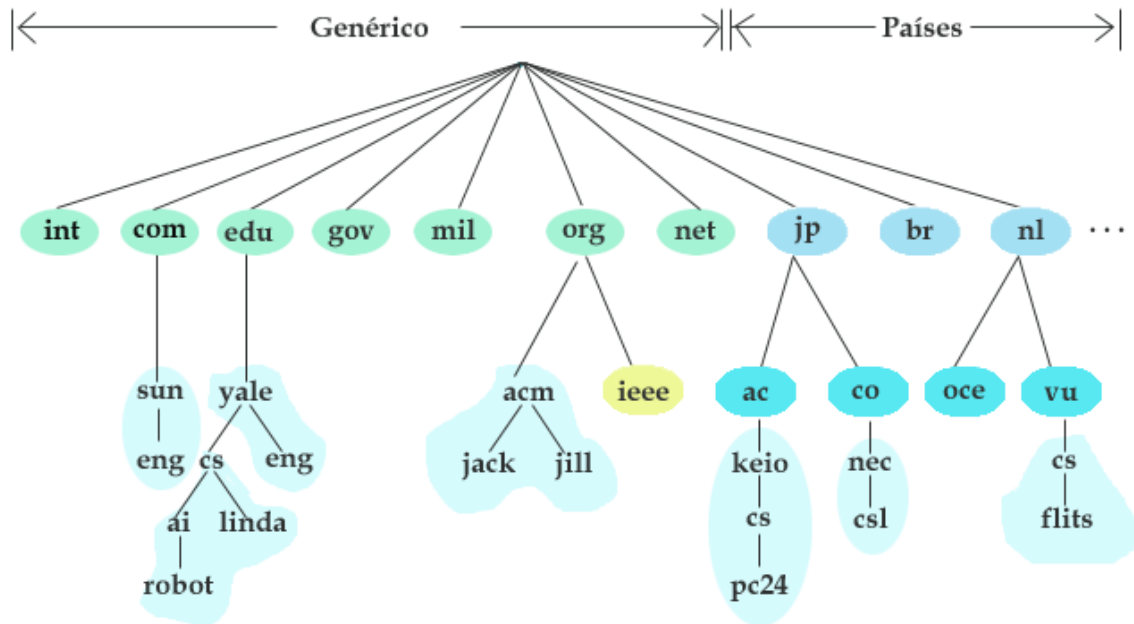 Genérico Países
int com edu gov mil org net jp br nl ...
sun yale acm ieee ac co oce vu
eng cs eng jack jill keio nec cs
ai linda cs csl flits
robot pc24